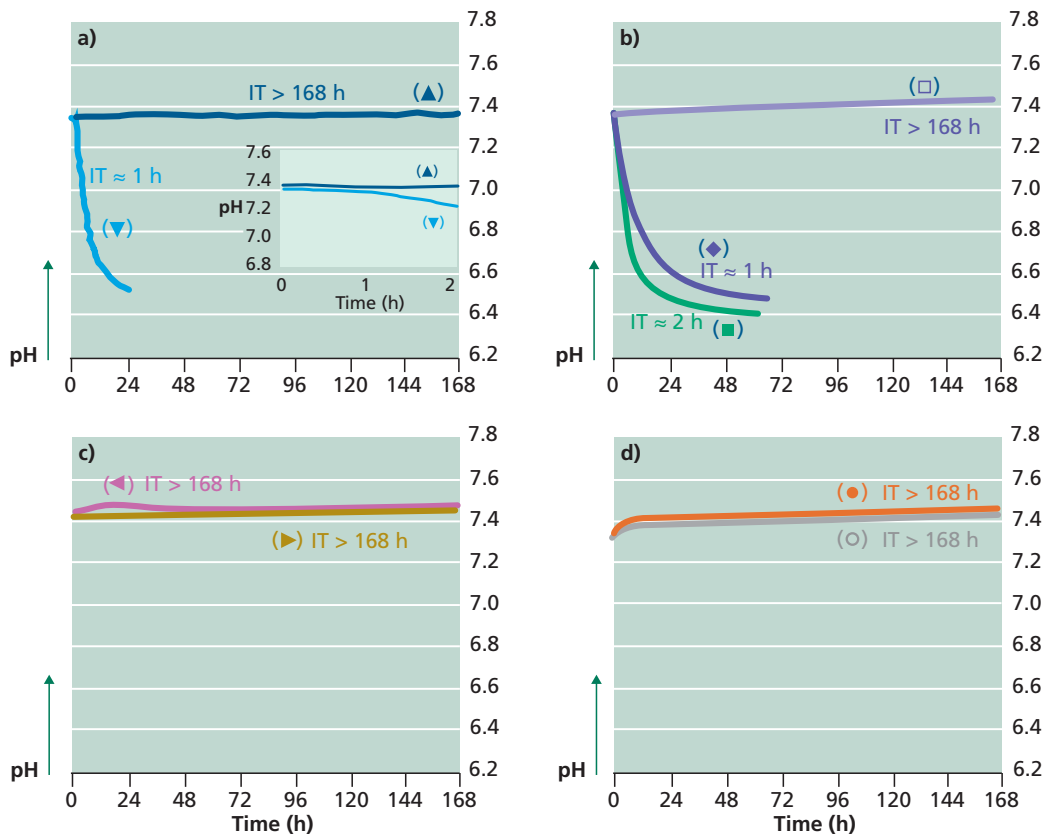 a)
7.8
7.6
7.4
7.2
7.0
6.8
6.6
6.4
6.2
IT > 168 h
(▲)
IT ≈ 1 h
(▼)
7.6
7.4
7.2
7.0
6.8
pH
(▲)
(▼)
0 1 2
Time (h)
pH
0 24 48 72 96 120 144 168
b)
7.8
7.6
7.4
7.2
7.0
6.8
6.6
6.4
6.2
(□)
IT > 168 h
(◆)
IT ≈ 1 h
IT ≈ 2 h
(■)
pH
0 24 48 72 96 120 144 168
c)
7.8
7.6
7.4
7.2
7.0
6.8
6.6
6.4
6.2
(◄) IT > 168 h
(►) IT > 168 h
pH
0 24 48 72 96 120 144 168
Time (h)
d)
7.8
7.6
7.4
7.2
7.0
6.8
6.6
6.4
6.2
(●) IT > 168 h
(○) IT > 168 h
pH
0 24 48 72 96 120 144 168
Time (h)